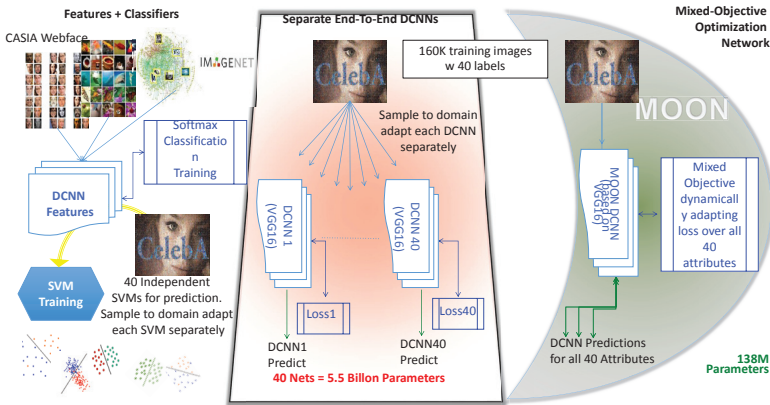 Features + Classifiers
CASIA Webface
IMAGENET
Softmax
Classificatio
n
Training
DCNN
Features
CelebA
SVM
Training
40 Independent
SVMs for prediction.
Sample to domain adapt
each SVM separately
Separate End-To-End DCNNs
CelebA
160K training images
w 40 labels
Sample to domain
adapt each DCNN
separately
DCNN 1
(VGG16)
DCNN 40
(VGG16)
Loss1
Loss40
DCNN1
Predict
DCNN40
Predict
40 Nets = 5.5 Billon Parameters
Mixed-Objective
Optimization
Network
CelebA
MOON
MOON DCNN
(based on
VGG16)
Mixed
Objective
dynamicall
y adapting
loss over all
40
attributes
DCNN Predictions
for all 40 Attributes
138M
Parameters